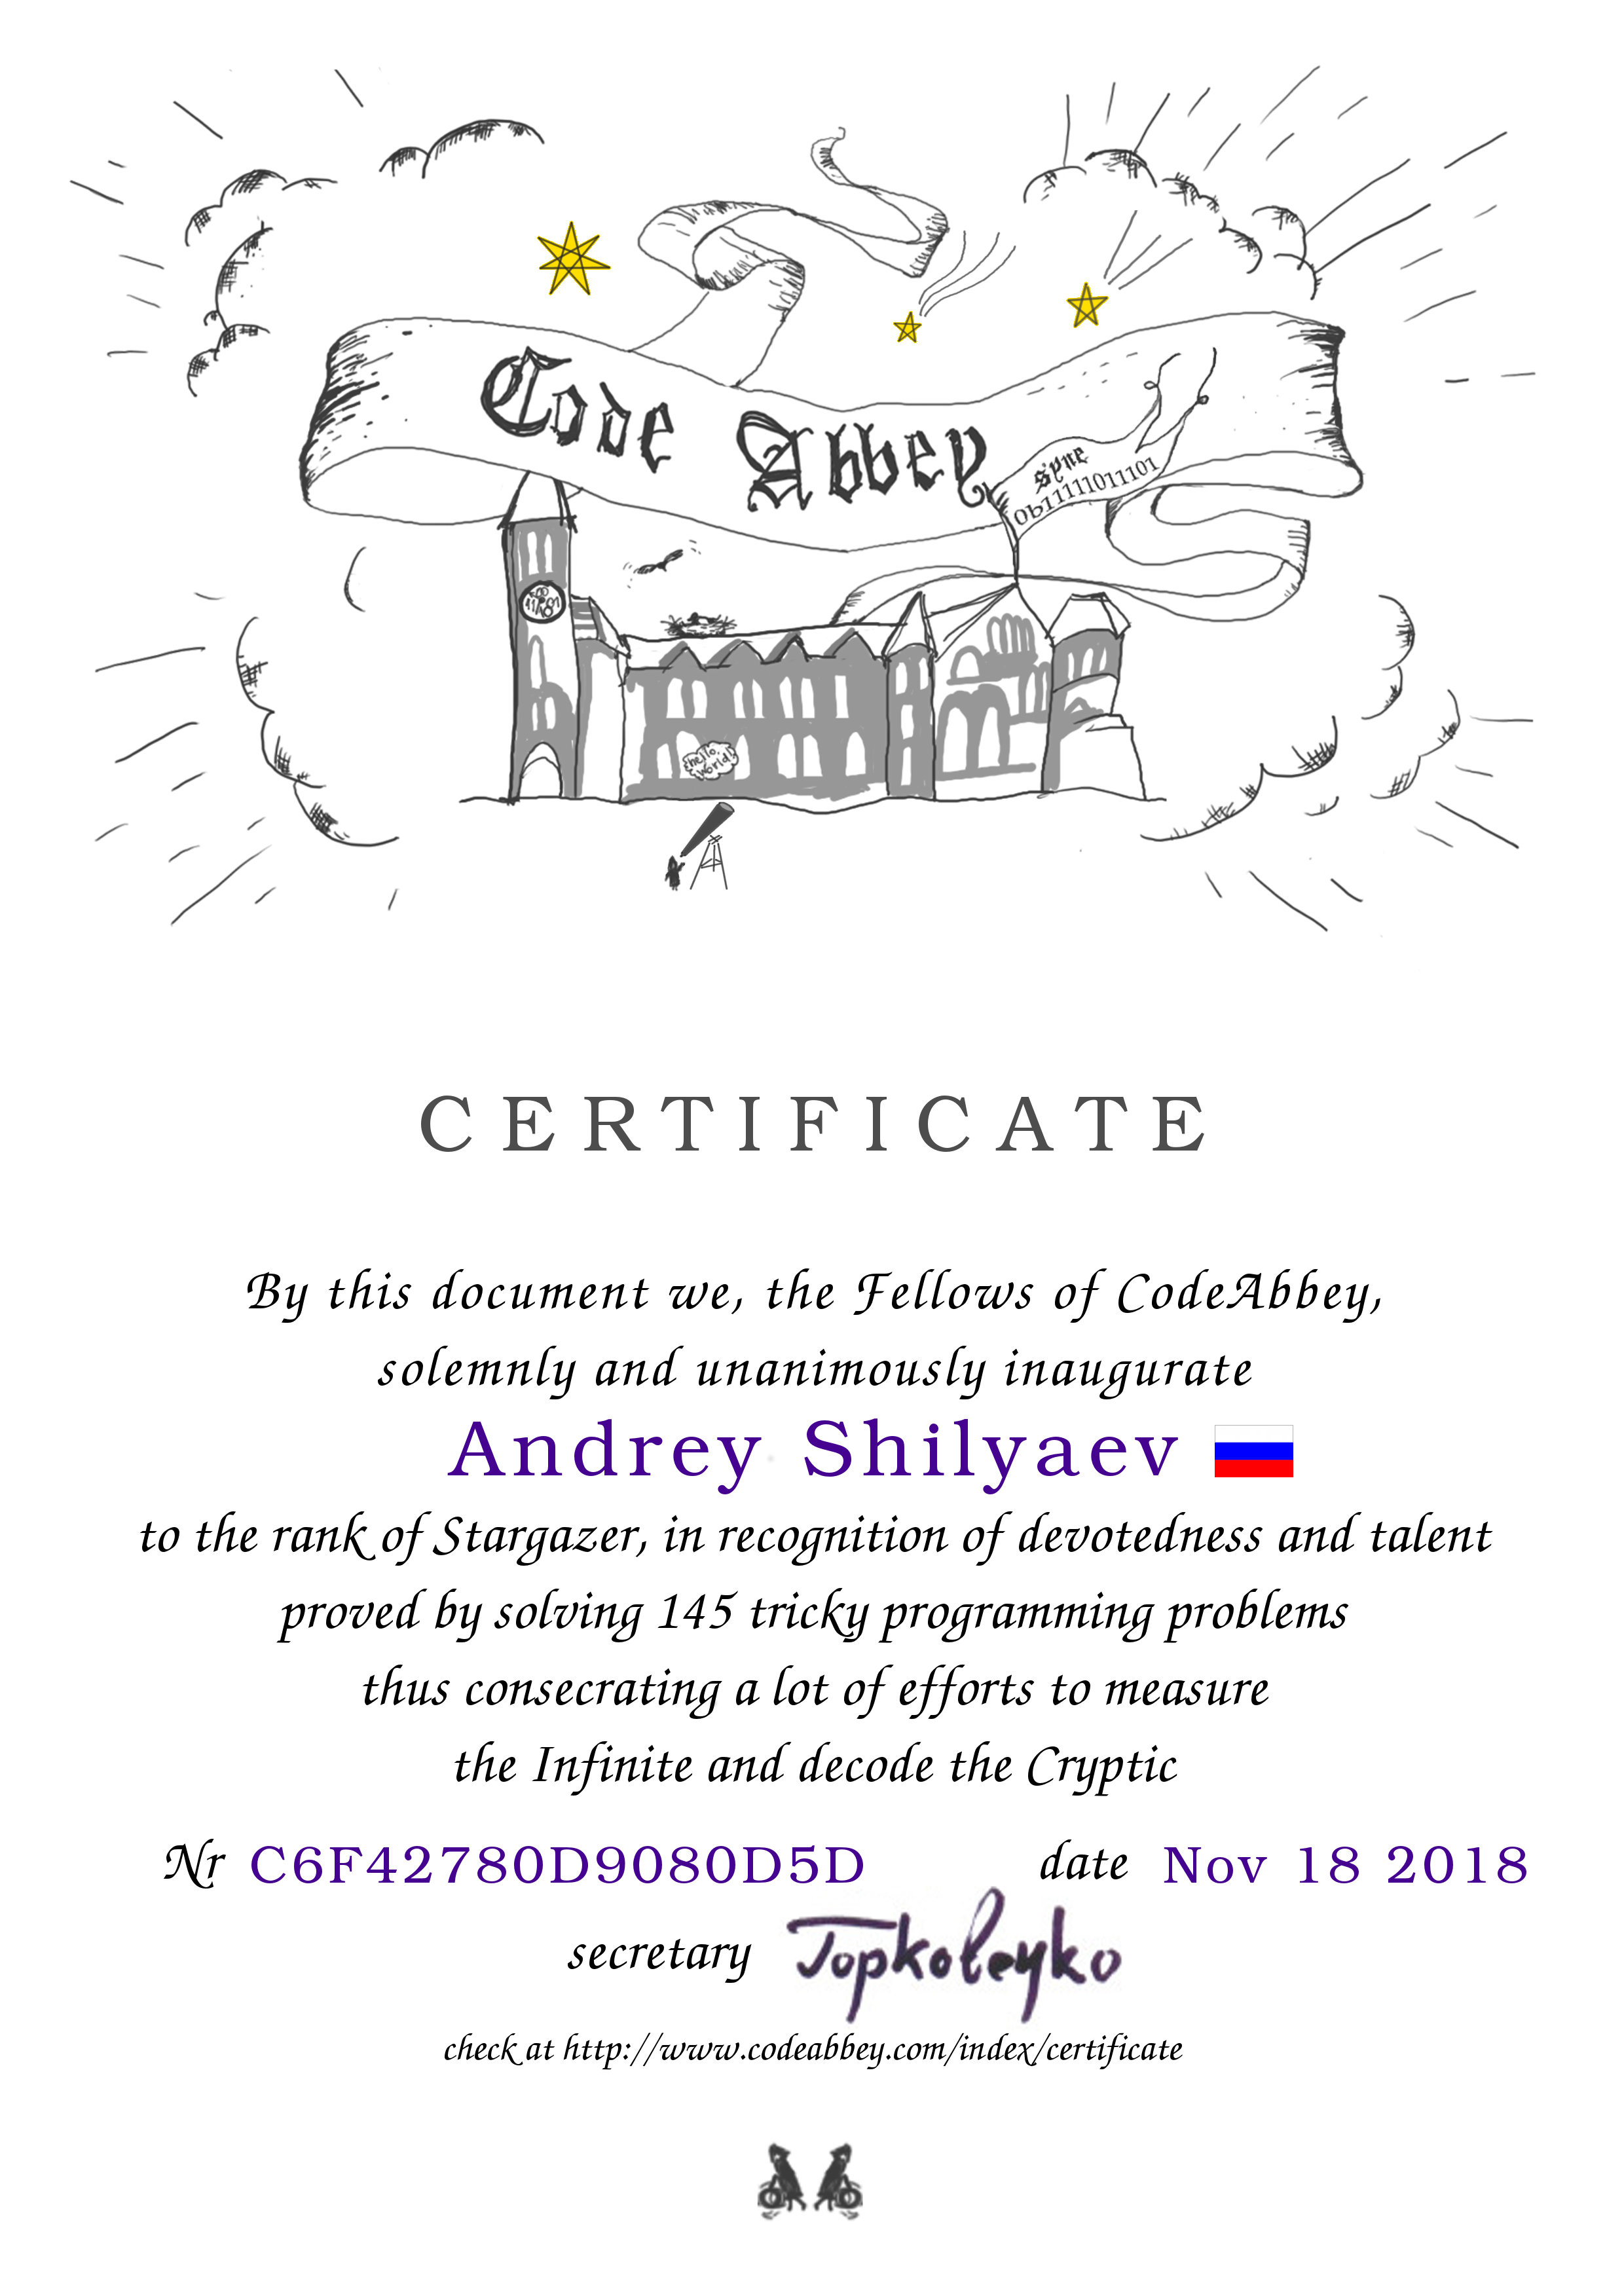 Code Abbey
syne
0b11111011101
hello,
world!
CERTIFICATE
By this document we, the Fellows of CodeAbbey,
solemnly and unanimously inaugurate
Andrey Shilyaev
to the rank of Stargazer, in recognition of devotedness and talent
proved by solving 145 tricky programming problems
thus consecrating a lot of efforts to measure
the Infinite and decode the Cryptic
Nr C6F42780D9080D5D date Nov 18 2018
secretary Topkoleyko
check at http://www.codeabbey.com/index/certificate